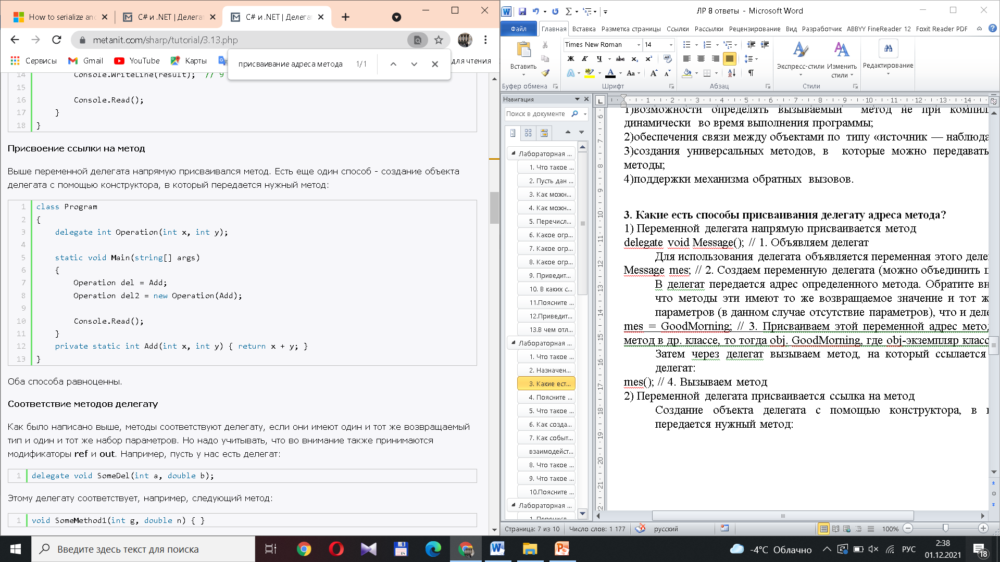 How to serialize an
C# и .NET | Делега
C# и .NET | Делега
metanit.com/sharp/tutorial/3.13.php
Сервисы
Gmail
YouTube
Карты
для чтения
присваивание адреса метода 1/1
14 Console.WriteLine(result); // 9
15
16 Console.Read();
17 }
18 }
Присвоение ссылки на метод
Выше переменной делегата напрямую присваивался метод. Есть еще один способ - создание объекта
делегата с помощью конструктора, в который передается нужный метод:
1 class Program
2 {
3 delegate int Operation(int x, int y);
4
5 static void Main(string[] args)
6 {
7 Operation del = Add;
8 Operation del2 = new Operation(Add);
9
10 Console.Read();
11 }
12 private static int Add(int x, int y) { return x + y; }
13 }
Оба способа равноценны.
Соответствие методов делегату
Как было написано выше, методы соответствуют делегату, если они имеют один и тот же возвращаемый
тип и один и тот же набор параметров. Но надо учитывать, что во внимание также принимаются
модификаторы ref и out. Например, пусть у нас есть делегат:
1 delegate void SomeDel(int a, double b);
Этому делегату соответствует, например, следующий метод:
1 void SomeMethod1(int g, double n) { }
ЛР 8 ответы - Microsoft Word
Файл Главная Вставка Разметка страницы Ссылки Рассылки Рецензирование Вид Разработчик ABBYY FineReader 12 Foxit Reader PDF
Вставить
Буфер обмена
Times New Roman 14
Ж К Ч abc x₂ x²
Aa
Шрифт
Абзац
Экспресс-стили
Изменить стили
Стили
Редактирование
Навигация
Поиск в документе
Лабораторная ...
1. Что такое ...
2. Пусть дан ...
3. Как можн...
4. Как можн...
5. Перечисл...
6. Какое огр...
7. Какое огр...
8. Какое огр...
9. Приведит...
10. В каких с...
11.Поясните ...
12.Приведит...
13.В чем отл...
Лабораторная ...
1. Что такое ...
2. Назначен...
3. Какие ест...
4. Поясните ...
5. Что такое ...
6. Как созда...
7. Как событ...
взаимодейст...
8. Что такое ...
9. Что такое ...
10.Поясните ...
Лабораторная ...
1. Перечисл...
1)возможности определять вызываемый метод не при компил
динамически во время выполнения программы;
2)обеспечения связи между объектами по типу «источник — наблюда
3)создания универсальных методов, в которые можно передавать
методы;
4)поддержки механизма обратных вызовов.
3. Какие есть способы присваивания делегату адреса метода?
1) Переменной делегата напрямую присваивается метод
delegate void Message(); // 1. Объявляем делегат
Для использования делегата объявляется переменная этого деле
Message mes; // 2. Создаем переменную делегата (можно объединить
В делегат передается адрес определенного метода. Обратите вн
что методы эти имеют то же возвращаемое значение и тот ж
параметров (в данном случае отсутствие параметров), что и деле
mes = GoodMorning; // 3. Присваиваем этой переменной адрес мето
метод в др. классе, то тогда obj. GoodMorning, где obj-экземпляр класс
Затем через делегат вызываем метод, на который ссылается
делегат:
mes(); // 4. Вызываем метод
2) Переменной делегата присваивается ссылка на метод
Создание объекта делегата с помощью конструктора, в
передается нужный метод:
Страница: 7 из 10 Число слов: 1 177 русский 100%
Введите здесь текст для поиска
-4°C Облачно РУС 2:38
01.12.2021
18